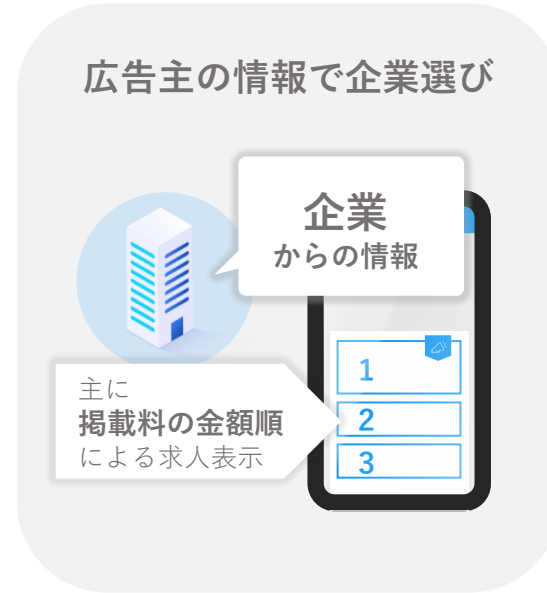 広告主の情報で企業選び
企業
からの情報
主に
掲載料の金額順
による求人表示
1
2
3